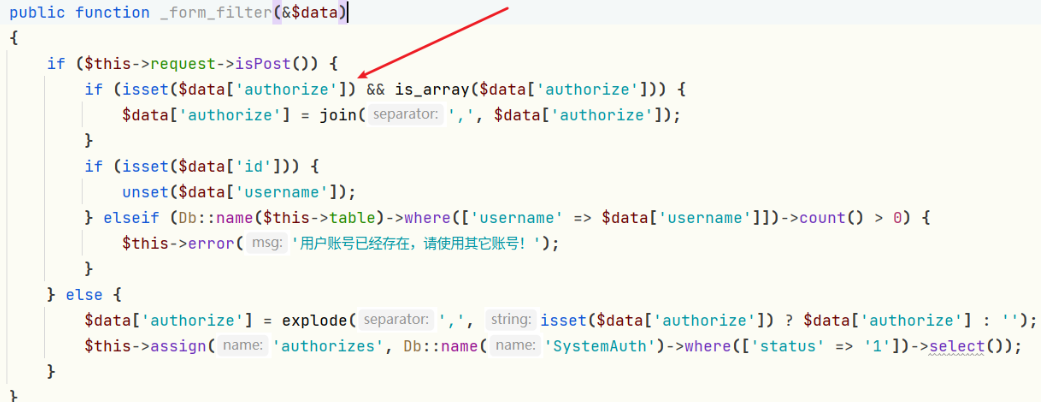 public function _form_filter(&$data)
{
if ($this->request->isPost()) {
if (isset($data['authorize']) && is_array($data['authorize'])) {
$data['authorize'] = join( separator: ',', $data['authorize']);
}
if (isset($data['id'])) {
unset($data['username']);
} elseif (Db::name($this->table)->where(['username' => $data['username']])->count() > 0) {
$this->error( msg: '用户账号已经存在，请使用其它账号！');
}
} else {
$data['authorize'] = explode( separator: ',', string: isset($data['authorize']) ? $data['authorize'] : '');
$this->assign( name: 'authorizes', Db::name( name: 'SystemAuth')->where(['status' => '1'])->select());
}
}